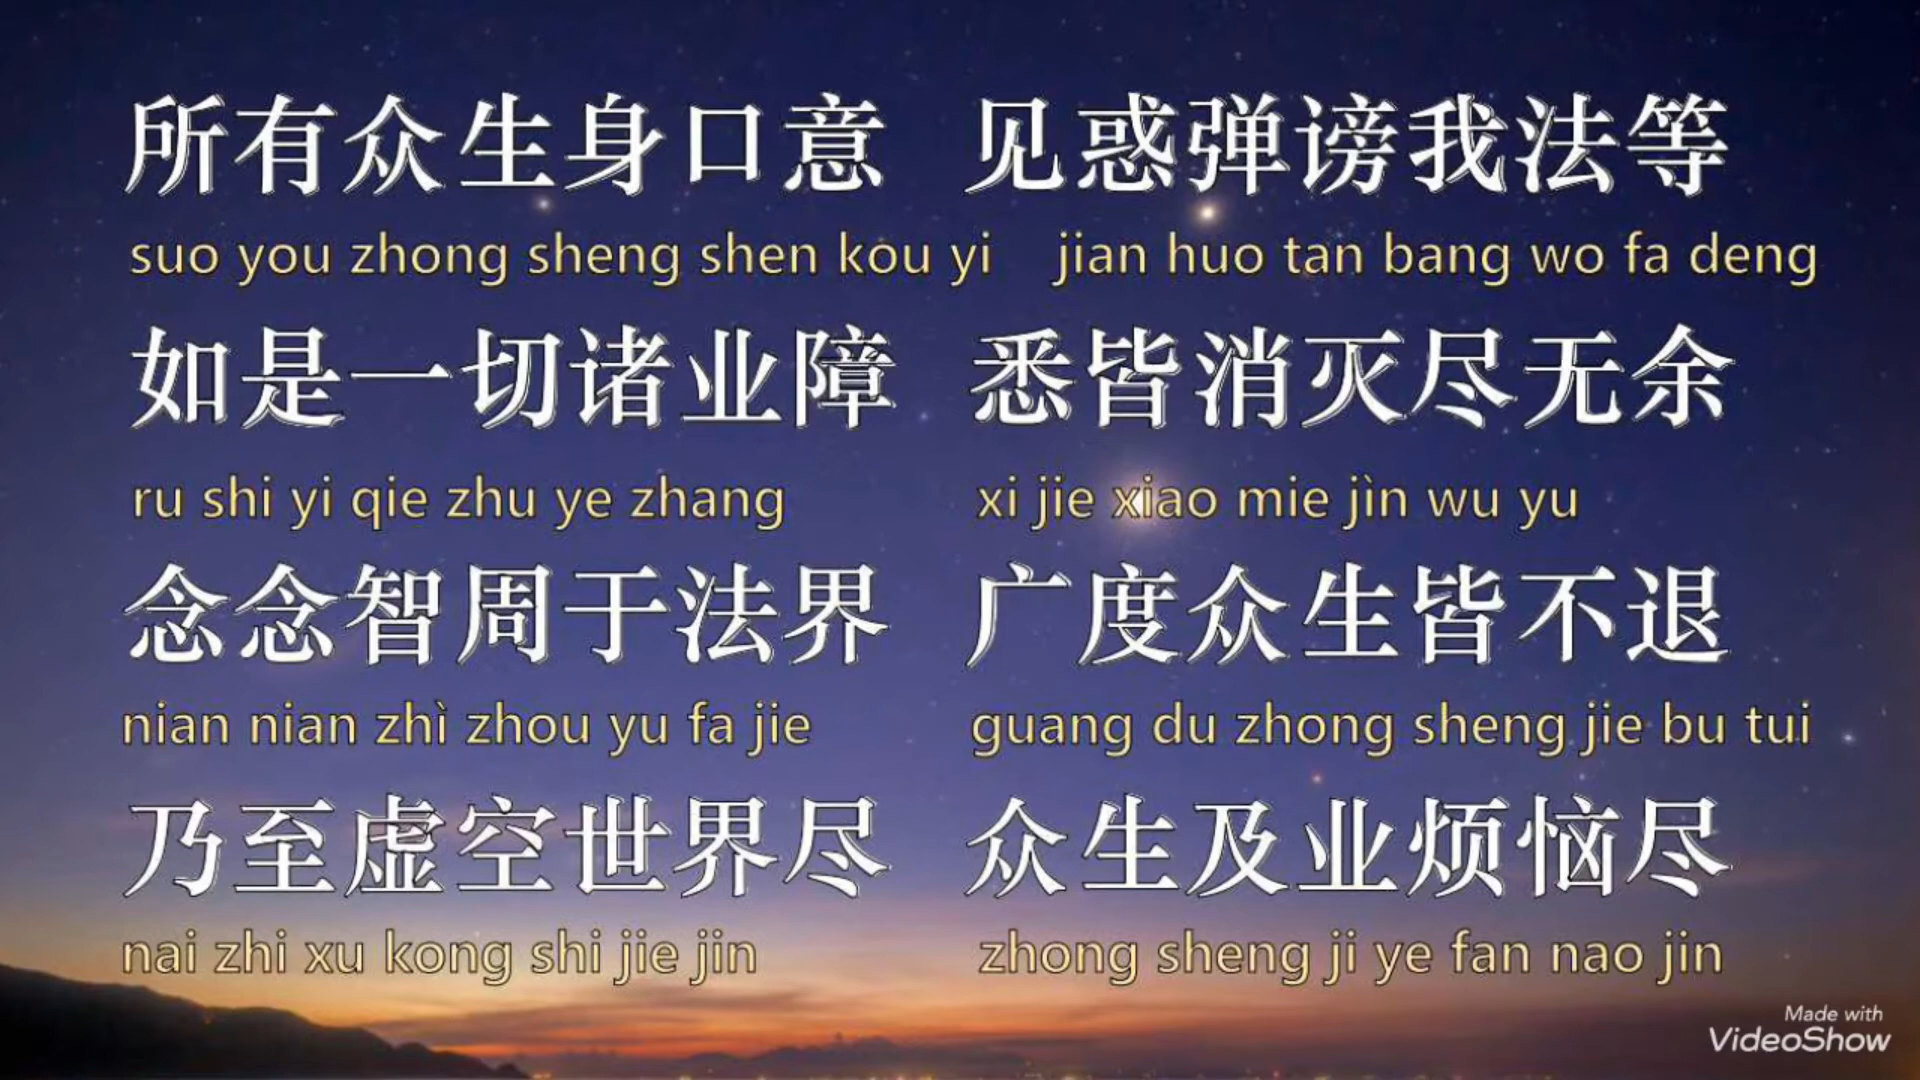 所有众生身口意 见惑弹谤我法等
suo you zhong sheng shen kou yi jian huo tan bang wo fa deng
如是一切诸业障 悉皆消灭尽无余
ru shi yi qie zhu ye zhang xi jie xiao mie jìn wu yu
念念智周于法界 广度众生皆不退
nian nian zhì zhou yu fa jie guang du zhong sheng jie bu tui
乃至虚空世界尽 众生及业烦恼尽
nai zhi xu kong shi jie jin zhong sheng ji ye fan nao jin
Made with
VideoShow